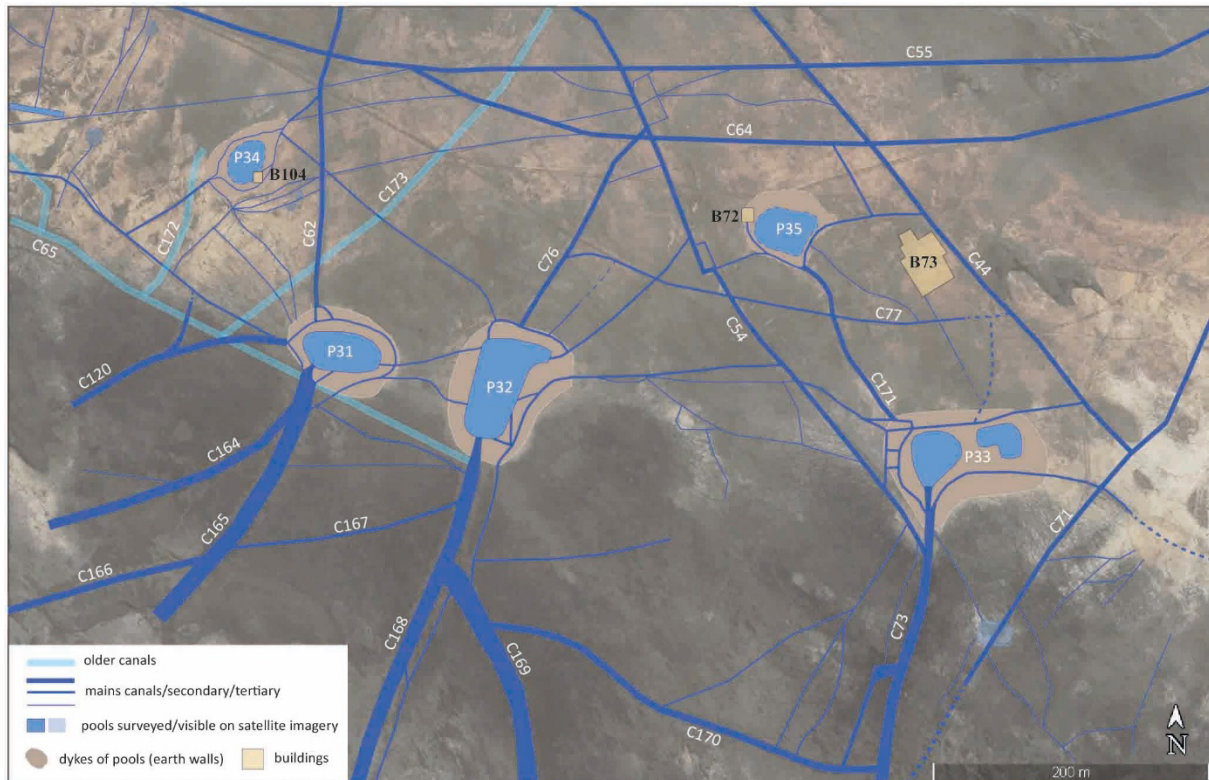 C55
C64
P34
B104
C173
C172
C62
C65
B72
P35
B73
C76
C44
C77
C54
P31
P32
C120
C171
P33
C164
C165
C167
C166
C71
C168
C169
C73
C170
older canals
mains canals/secondary/tertiary
pools surveyed/visible on satellite imagery
dykes of pools (earth walls)
buildings
N
200 m